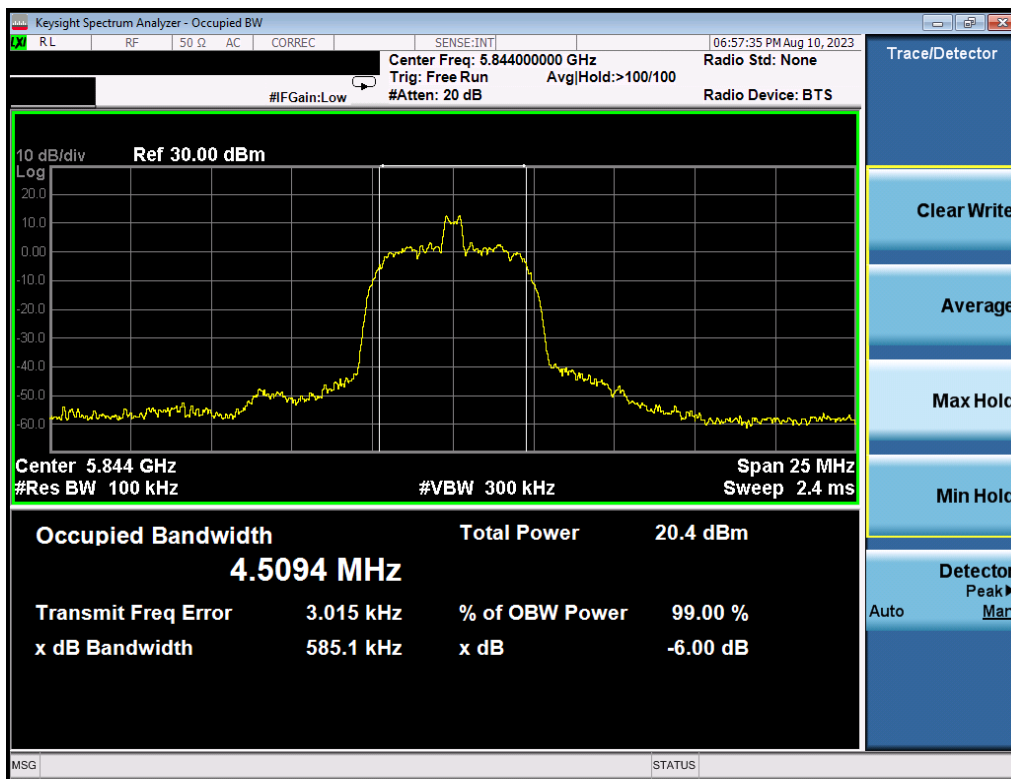 Keysight Spectrum Analyzer - Occupied BW
LXI RL RF 50 Ω AC CORREC SENSE:INT 06:57:35 PM Aug 10, 2023
Center Freq: 5.844000000 GHz Radio Std: None
Trig: Free Run Avg|Hold:>100/100
#IFGain:Low #Atten: 20 dB Radio Device: BTS
10 dB/div Ref 30.00 dBm
Log
20.0
10.0
0.00
-10.0
-20.0
-30.0
-40.0
-50.0
-60.0
Center 5.844 GHz Span 25 MHz
#Res BW 100 kHz #VBW 300 kHz Sweep 2.4 ms
Occupied Bandwidth Total Power 20.4 dBm
4.5094 MHz
Transmit Freq Error 3.015 kHz % of OBW Power 99.00 %
x dB Bandwidth 585.1 kHz x dB -6.00 dB
MSG STATUS
Trace/Detector
Clear Write
Average
Max Hold
Min Hold
Detector
Peak
Auto Man